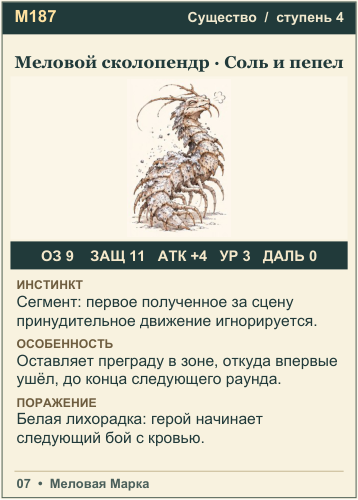 М187
Существо / ступень 4
Меловой сколопендр · Соль и пепел
ОЗ 9 ЗАЩ 11 АТК +4 УР 3 ДАЛЬ 0
ИНСТИНКТ
Сегмент: первое полученное за сцену
принудительное движение игнорируется.
ОСОБЕННОСТЬ
Оставляет преграду в зоне, откуда впервые
ушёл, до конца следующего раунда.
ПОРАЖЕНИЕ
Белая лихорадка: герой начинает
следующий бой с кровью.
07 • Меловая Марка